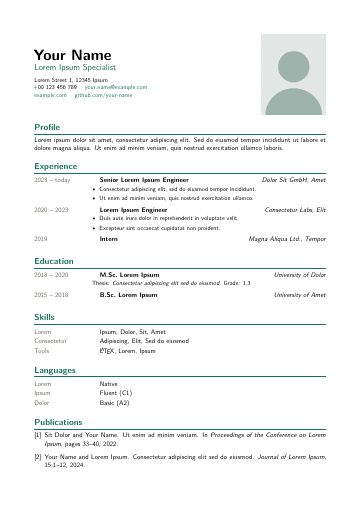 Your Name
Lorem Ipsum Specialist
Lorem Street 1, 12345 Ipsum
+00 123 456 789 your.name@example.com
example.com github.com/your-name
Profile
Lorem ipsum dolor sit amet, consectetur adipiscing elit. Sed do eiusmod tempor incididunt ut labore et
dolore magna aliqua. Ut enim ad minim veniam, quis nostrud exercitation ullamco laboris.
Experience
2023 – today Senior Lorem Ipsum Engineer Dolor Sit GmbH, Amet
• Consectetur adipiscing elit, sed do eiusmod tempor incididunt.
• Ut enim ad minim veniam, quis nostrud exercitation ullamco.
2020 – 2023 Lorem Ipsum Engineer Consectetur Labs, Elit
• Duis aute irure dolor in reprehenderit in voluptate velit.
• Excepteur sint occaecat cupidatat non proident.
2019 Intern Magna Aliqua Ltd., Tempor
Education
2018 – 2020 M.Sc. Lorem Ipsum University of Dolor
Thesis: Consectetur adipiscing elit sed do eiusmod. Grade: 1.3
2015 – 2018 B.Sc. Lorem Ipsum University of Amet
Skills
Lorem Ipsum, Dolor, Sit, Amet
Consectetur Adipiscing, Elit, Sed do eiusmod
Tools LATEX, Lorem, Ipsum
Languages
Lorem Native
Ipsum Fluent (C1)
Dolor Basic (A2)
Publications
[1] Sit Dolor and Your Name. Ut enim ad minim veniam. In Proceedings of the Conference on Lorem
Ipsum, pages 33–40, 2022.
[2] Your Name and Lorem Ipsum. Consectetur adipiscing elit sed do eiusmod. Journal of Lorem Ipsum,
15:1–12, 2024.